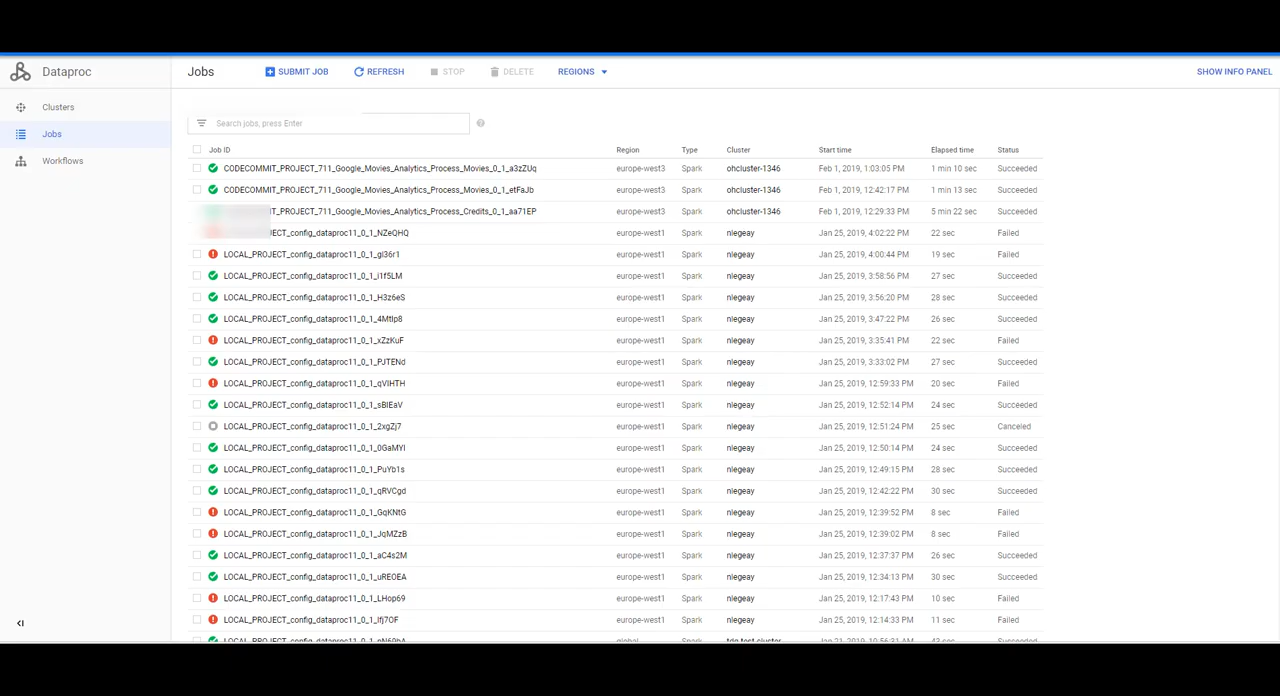 Dataproc Jobs SUBMIT JOB REFRESH STOP DELETE REGIONS SHOW INFO PANEL
Clusters
Jobs
Workflows
Search jobs, press Enter
Job ID Region Type Cluster Start time Elapsed time Status
CODECOMMIT_PROJECT_711_Google_Movies_Analytics_Process_Movies_0_1_a3zZUq europe-west3 Spark ohcluster-1346 Feb 1, 2019, 1:03:05 PM 1 min 10 sec Succeeded
CODECOMMIT_PROJECT_711_Google_Movies_Analytics_Process_Movies_0_1_etFaJb europe-west3 Spark ohcluster-1346 Feb 1, 2019, 12:42:17 PM 1 min 13 sec Succeeded
IT_PROJECT_711_Google_Movies_Analytics_Process_Credits_0_1_aa71EP europe-west3 Spark ohcluster-1346 Feb 1, 2019, 12:29:33 PM 5 min 22 sec Succeeded
JECT_config_dataproc11_0_1_NZeQHQ europe-west1 Spark nlegeay Jan 25, 2019, 4:02:22 PM 22 sec Failed
LOCAL_PROJECT_config_dataproc11_0_1_gl36r1 europe-west1 Spark nlegeay Jan 25, 2019, 4:00:44 PM 19 sec Failed
LOCAL_PROJECT_config_dataproc11_0_1_i1f5LM europe-west1 Spark nlegeay Jan 25, 2019, 3:58:56 PM 27 sec Succeeded
LOCAL_PROJECT_config_dataproc11_0_1_H3z6eS europe-west1 Spark nlegeay Jan 25, 2019, 3:56:20 PM 28 sec Succeeded
LOCAL_PROJECT_config_dataproc11_0_1_4MtIp8 europe-west1 Spark nlegeay Jan 25, 2019, 3:47:22 PM 26 sec Succeeded
LOCAL_PROJECT_config_dataproc11_0_1_xZzKuF europe-west1 Spark nlegeay Jan 25, 2019, 3:35:41 PM 22 sec Failed
LOCAL_PROJECT_config_dataproc11_0_1_PJTENd europe-west1 Spark nlegeay Jan 25, 2019, 3:33:02 PM 27 sec Succeeded
LOCAL_PROJECT_config_dataproc11_0_1_qVIHTH europe-west1 Spark nlegeay Jan 25, 2019, 12:59:33 PM 20 sec Failed
LOCAL_PROJECT_config_dataproc11_0_1_sBIEaV europe-west1 Spark nlegeay Jan 25, 2019, 12:52:14 PM 24 sec Succeeded
LOCAL_PROJECT_config_dataproc11_0_1_2xgZj7 europe-west1 Spark nlegeay Jan 25, 2019, 12:51:24 PM 25 sec Canceled
LOCAL_PROJECT_config_dataproc11_0_1_0GaMYl europe-west1 Spark nlegeay Jan 25, 2019, 12:50:14 PM 24 sec Succeeded
LOCAL_PROJECT_config_dataproc11_0_1_PuYb1s europe-west1 Spark nlegeay Jan 25, 2019, 12:49:15 PM 28 sec Succeeded
LOCAL_PROJECT_config_dataproc11_0_1_qRVCgd europe-west1 Spark nlegeay Jan 25, 2019, 12:42:22 PM 30 sec Succeeded
LOCAL_PROJECT_config_dataproc11_0_1_GqKNtG europe-west1 Spark nlegeay Jan 25, 2019, 12:39:52 PM 8 sec Failed
LOCAL_PROJECT_config_dataproc11_0_1_JqMZzB europe-west1 Spark nlegeay Jan 25, 2019, 12:39:02 PM 8 sec Failed
LOCAL_PROJECT_config_dataproc11_0_1_aC4s2M europe-west1 Spark nlegeay Jan 25, 2019, 12:37:37 PM 26 sec Succeeded
LOCAL_PROJECT_config_dataproc11_0_1_uREOEA europe-west1 Spark nlegeay Jan 25, 2019, 12:34:13 PM 30 sec Succeeded
LOCAL_PROJECT_config_dataproc11_0_1_LHop69 europe-west1 Spark nlegeay Jan 25, 2019, 12:17:43 PM 10 sec Failed
LOCAL_PROJECT_config_dataproc11_0_1_Ifj7OF europe-west1 Spark nlegeay Jan 25, 2019, 12:14:33 PM 11 sec Failed
global Succeeded